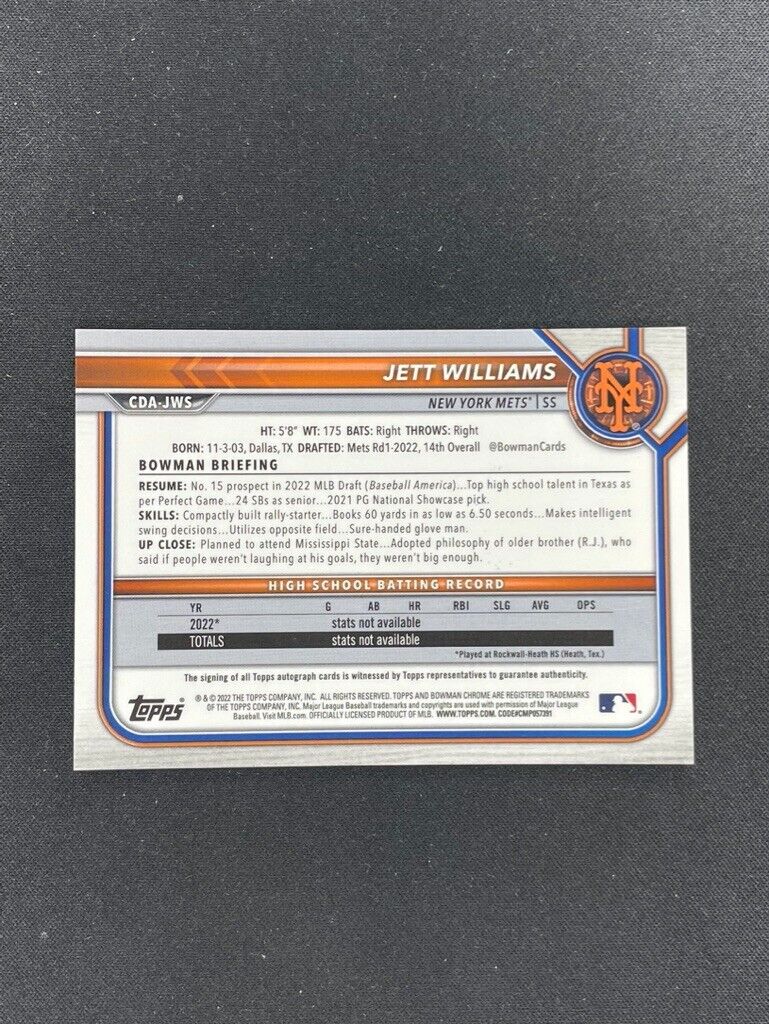 JETT WILLIAMS
CDA-JWS
NEW YORK METS® | SS
NY
HT: 5'8" WT: 175 BATS: Right THROWS: Right
BORN: 11-3-03, Dallas, TX DRAFTED: Mets Rd1-2022, 14th Overall @BowmanCards
BOWMAN BRIEFING
RESUME: No. 15 prospect in 2022 MLB Draft (Baseball America)...Top high school talent in Texas as
per Perfect Game...24 SBs as senior...2021 PG National Showcase pick.
SKILLS: Compactly built rally-starter...Books 60 yards in as low as 6.50 seconds...Makes intelligent
swing decisions...Utilizes opposite field...Sure-handed glove man.
UP CLOSE: Planned to attend Mississippi State...Adopted philosophy of older brother (R.J.), who
said if people weren't laughing at his goals, they weren't big enough.
HIGH SCHOOL BATTING RECORD
YR G AB HR RBI SLG AVG OPS
2022* stats not available
TOTALS stats not available
*Played at Rockwall-Heath HS (Heath, Tex.)
The signing of all Topps autograph cards is witnessed by Topps representatives to guarantee authenticity.
Topps
® & © 2022 THE TOPPS COMPANY, INC. ALL RIGHTS RESERVED. TOPPS AND BOWMAN CHROME ARE REGISTERED TRADEMARKS
OF THE TOPPS COMPANY, INC. Major League Baseball trademarks and copyrights are used with permission of Major League
Baseball. Visit MLB.com. OFFICIALLY LICENSED PRODUCT OF MLB. WWW.TOPPS.COM. CODE#CMP057391